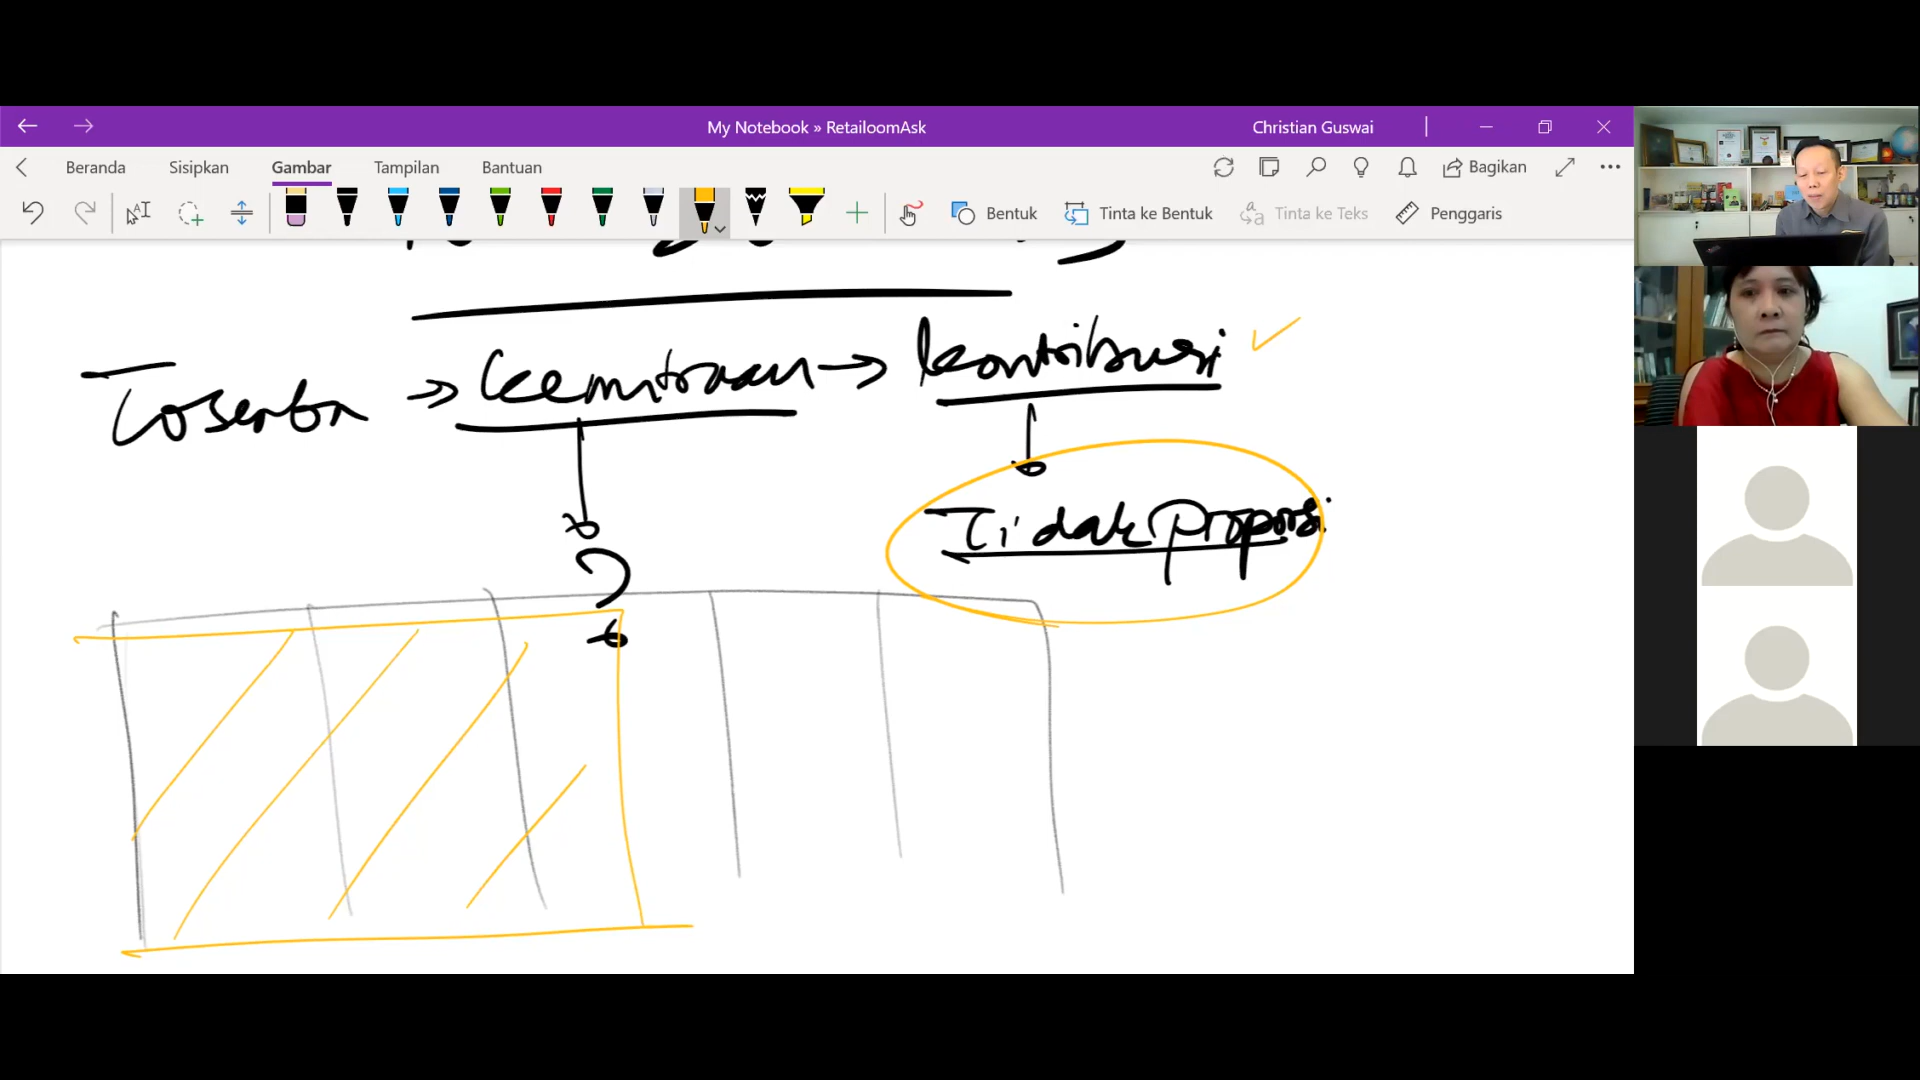 My Notebook » RetailoomAsk
Christian Guswai
Beranda Sisipkan Gambar Tampilan Bantuan
Bagikan
Bentuk Tinta ke Bentuk Tinta ke Teks Penggaris
Toserba → kemitraan → kontribusi ✓
Tidak Proporsi
?